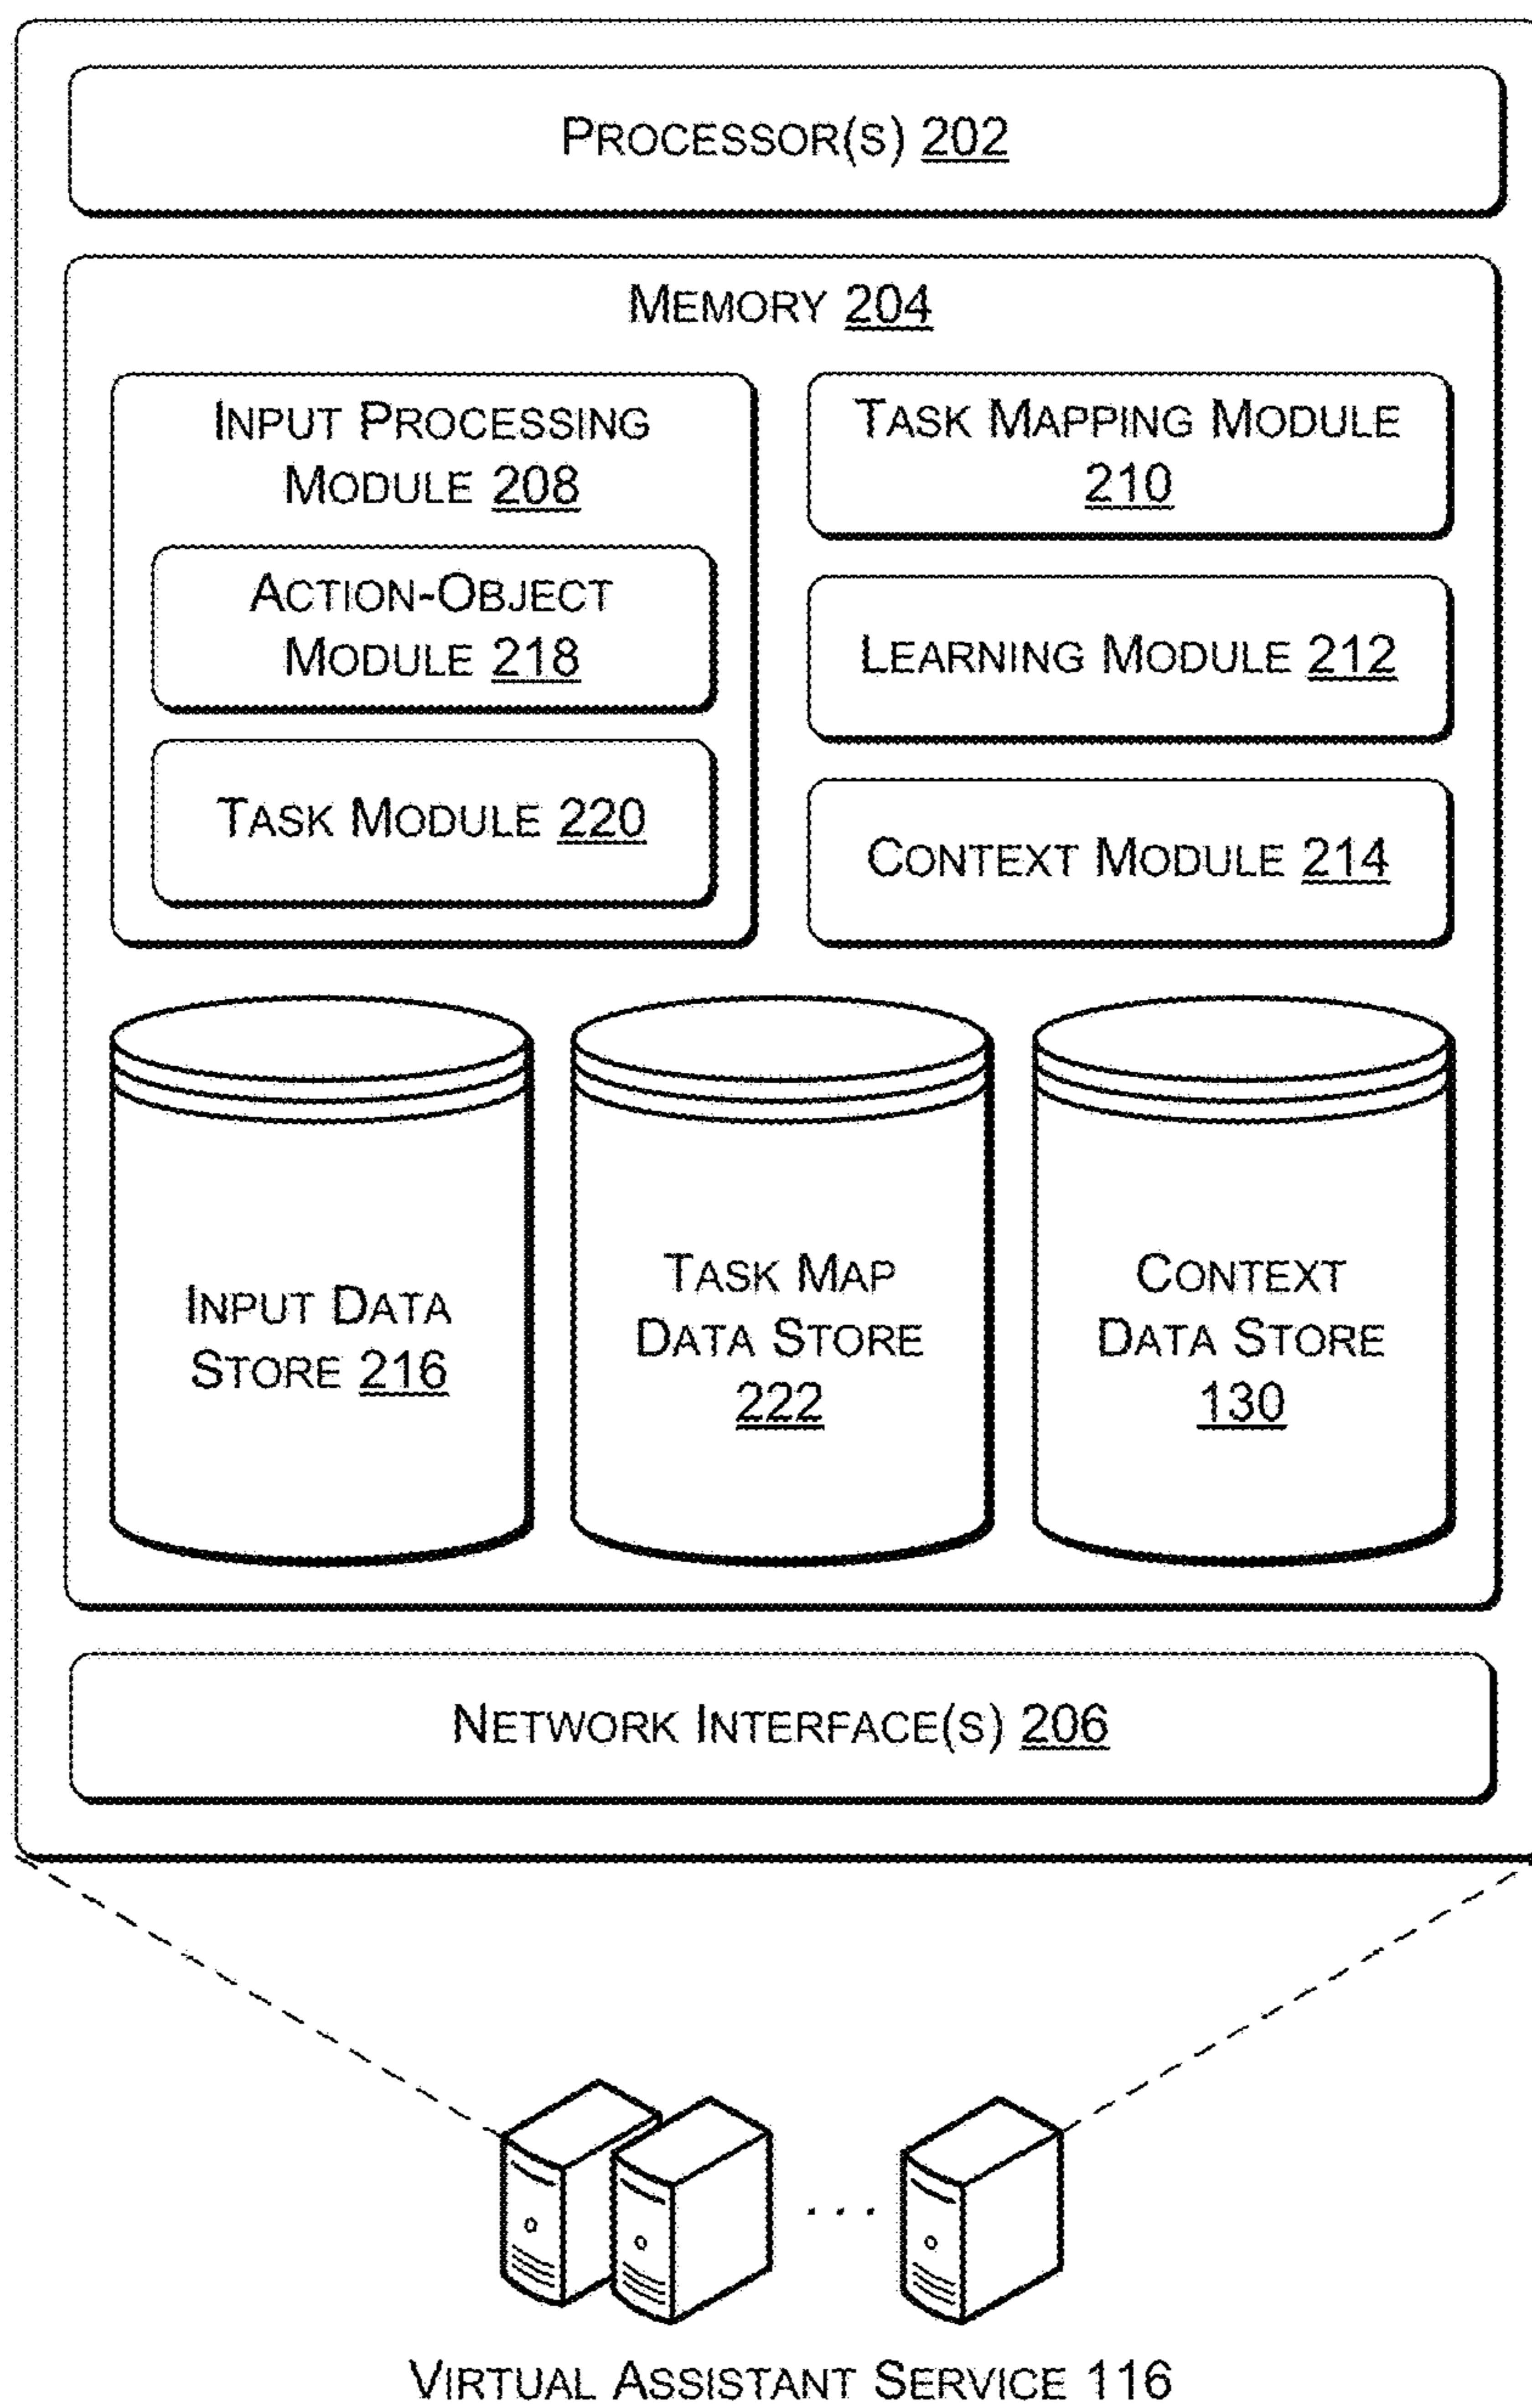 PROCESSOR(S) 202
MEMORY 204
INPUT PROCESSING
MODULE 208
ACTION-OBJECT
MODULE 218
TASK MODULE 220
TASK MAPPING MODULE
210
LEARNING MODULE 212
CONTEXT MODULE 214
INPUT DATA
STORE 216
TASK MAP
DATA STORE
222
CONTEXT
DATA STORE
130
NETWORK INTERFACE(S) 206
. . .
VIRTUAL ASSISTANT SERVICE 116